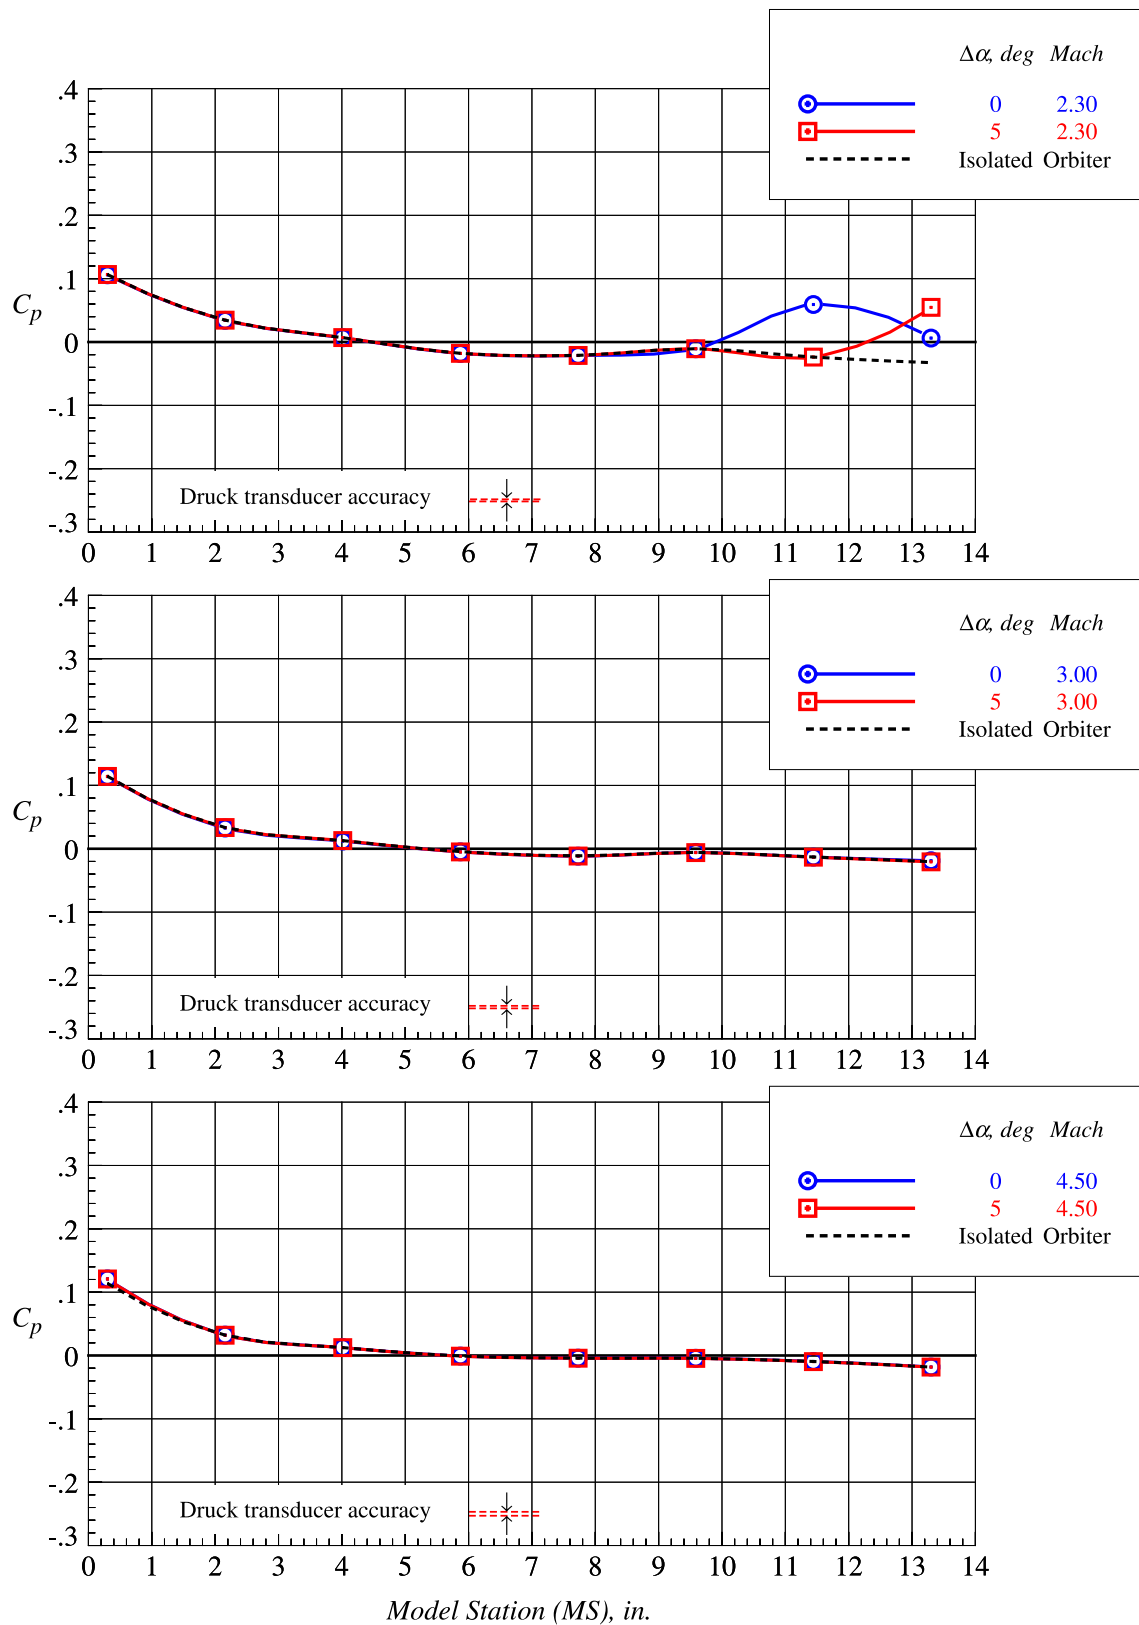 Δα, deg Mach
0 2.30
5 2.30
Isolated Orbiter
.4
.3
.2
.1
0
-.1
-.2
-.3
Cp
Druck transducer accuracy
0 1 2 3 4 5 6 7 8 9 10 11 12 13 14
Δα, deg Mach
0 3.00
5 3.00
Isolated Orbiter
.4
.3
.2
.1
0
-.1
-.2
-.3
Cp
Druck transducer accuracy
0 1 2 3 4 5 6 7 8 9 10 11 12 13 14
Δα, deg Mach
0 4.50
5 4.50
Isolated Orbiter
.4
.3
.2
.1
0
-.1
-.2
-.3
Cp
Druck transducer accuracy
0 1 2 3 4 5 6 7 8 9 10 11 12 13 14
Model Station (MS), in.